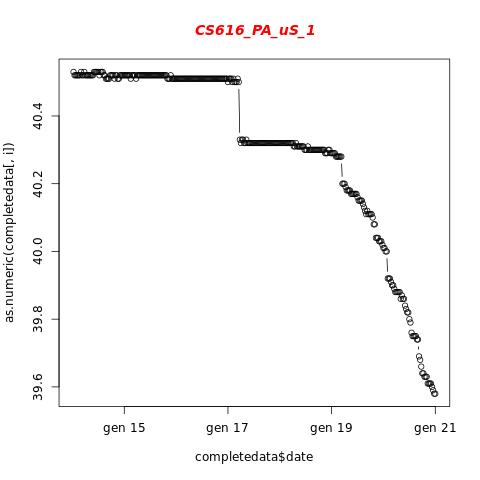 CS616_PA_uS_1
as.numeric(completedata[, i])
40.4
40.2
40.0
39.8
39.6
gen 15
gen 17
gen 19
gen 21
completedata$date